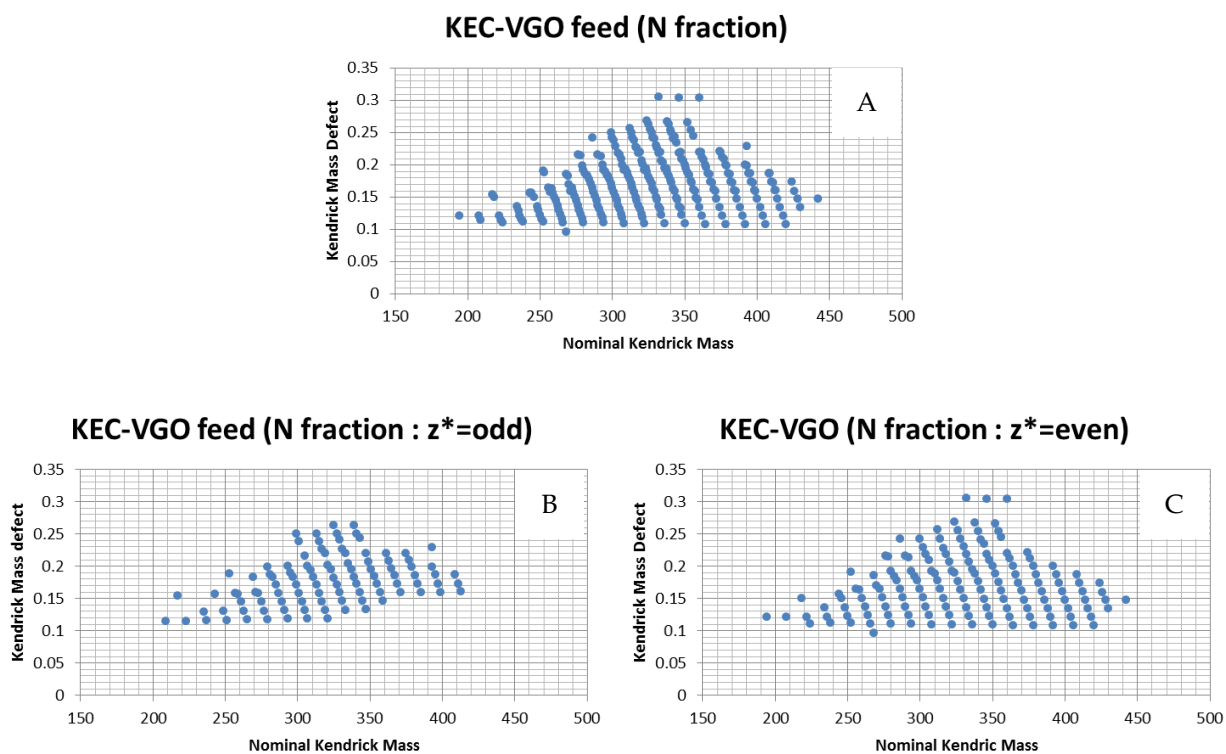 KEC-VGO feed (N fraction)
A
Kendrick Mass Defect
0.35
0.3
0.25
0.2
0.15
0.1
0.05
0
150 200 250 300 350 400 450 500
Nominal Kendrick Mass
KEC-VGO feed (N fraction : z*=odd)
B
Kendrick Mass defect
0.35
0.3
0.25
0.2
0.15
0.1
0.05
0
150 200 250 300 350 400 450 500
Nominal Kendrick Mass
KEC-VGO (N fraction : z*=even)
C
Kendrick Mass Defect
0.35
0.3
0.25
0.2
0.15
0.1
0.05
0
150 200 250 300 350 400 450 500
Nominal Kendric Mass